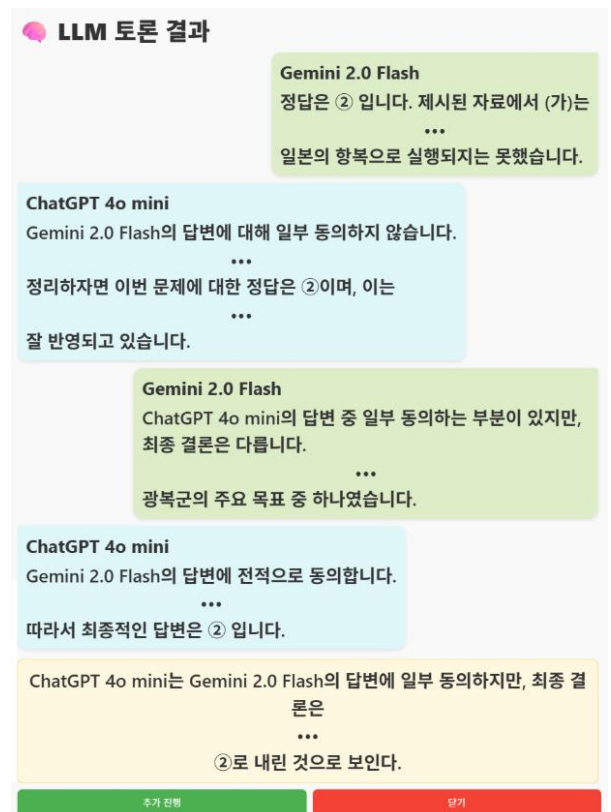 🧠 LLM 토론 결과
Gemini 2.0 Flash
정답은 ② 입니다. 제시된 자료에서 (가)는
•••
일본의 항복으로 실행되지는 못했습니다.
ChatGPT 4o mini
Gemini 2.0 Flash의 답변에 대해 일부 동의하지 않습니다.
•••
정리하자면 이번 문제에 대한 정답은 ②이며, 이는
•••
잘 반영되고 있습니다.
Gemini 2.0 Flash
ChatGPT 4o mini의 답변 중 일부 동의하는 부분이 있지만,
최종 결론은 다릅니다.
•••
광복군의 주요 목표 중 하나였습니다.
ChatGPT 4o mini
Gemini 2.0 Flash의 답변에 전적으로 동의합니다.
•••
따라서 최종적인 답변은 ② 입니다.
ChatGPT 4o mini는 Gemini 2.0 Flash의 답변에 일부 동의하지만, 최종 결
론은
•••
②로 내린 것으로 보인다.
추가 진행
닫기